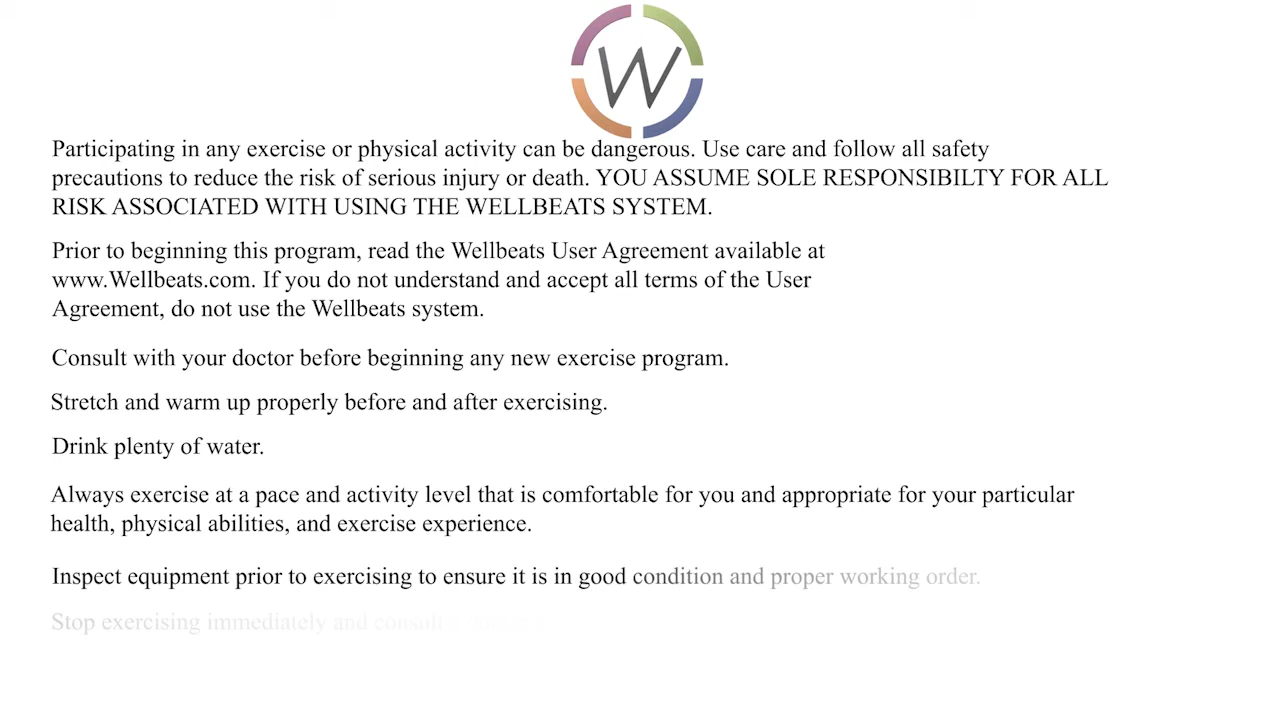 W
Participating in any exercise or physical activity can be dangerous. Use care and follow all safety
precautions to reduce the risk of serious injury or death. YOU ASSUME SOLE RESPONSIBILTY FOR ALL
RISK ASSOCIATED WITH USING THE WELLBEATS SYSTEM.
Prior to beginning this program, read the Wellbeats User Agreement available at
www.Wellbeats.com. If you do not understand and accept all terms of the User
Agreement, do not use the Wellbeats system.
Consult with your doctor before beginning any new exercise program.
Stretch and warm up properly before and after exercising.
Drink plenty of water.
Always exercise at a pace and activity level that is comfortable for you and appropriate for your particular
health, physical abilities, and exercise experience.
Inspect equipment prior to exercising to ensure it is in good condition and proper working order.
Stop exercising immediately and consult